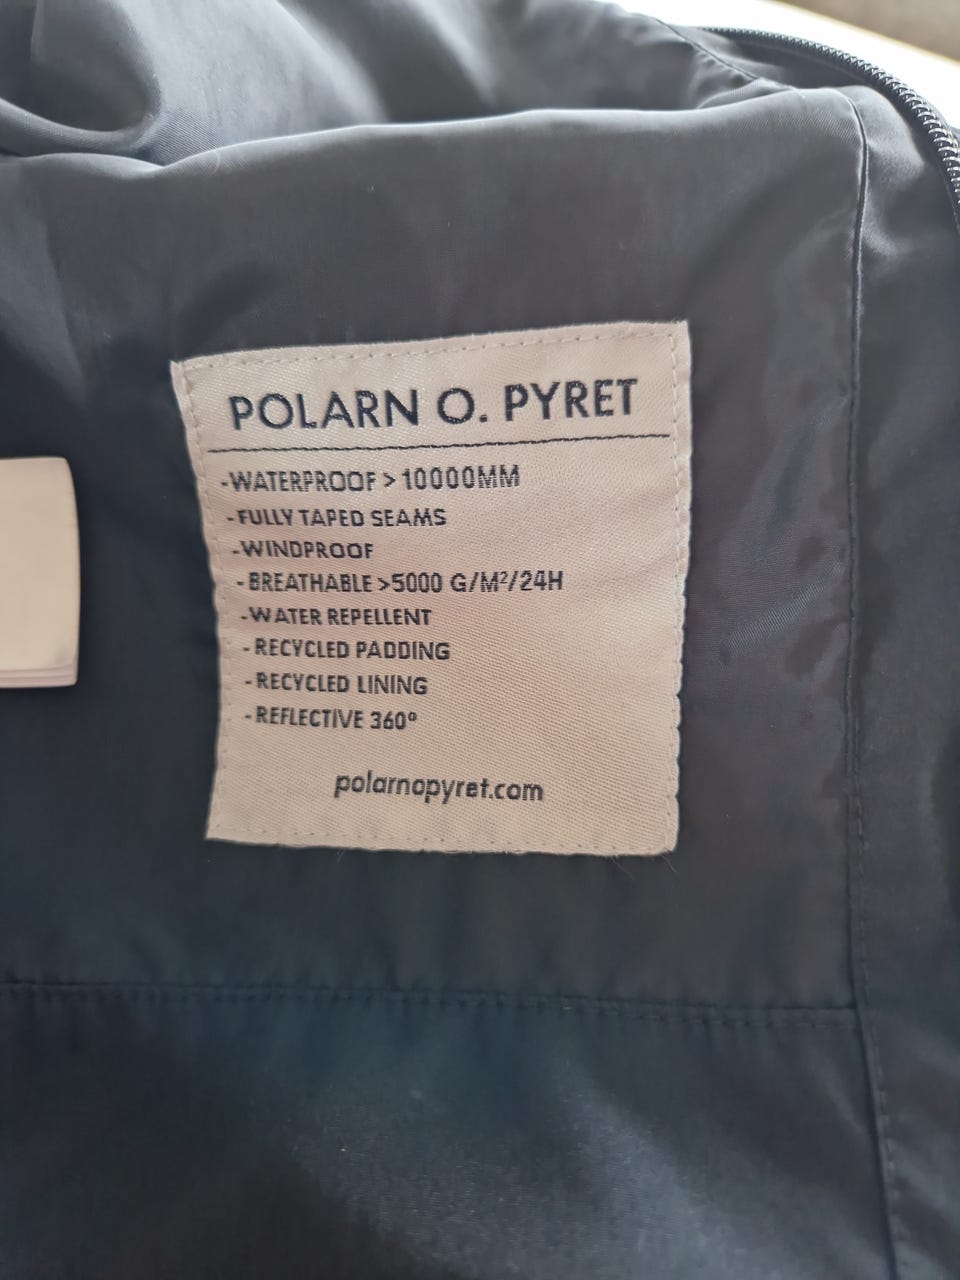 POLARN O. PYRET
-WATERPROOF >10000MM
-FULLY TAPED SEAMS
-WINDPROOF
-BREATHABLE >5000 G/M²/24H
-WATER REPELLENT
-RECYCLED PADDING
-RECYCLED LINING
-REFLECTIVE 360°
polarnopyret.com